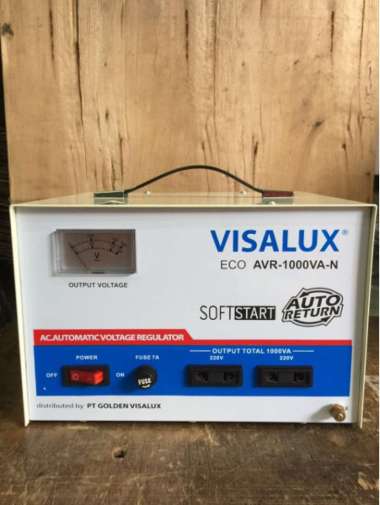 V
OUTPUT VOLTAGE
VISALUX®
ECO AVR-1000VA-N
SOFTSTART
AUTO RETURN
AC.AUTOMATIC VOLTAGE REGULATOR
POWER
FUSE 7A
OFF
ON
FUSE
OUTPUT TOTAL 1000VA
220V 220V
distributed by PT GOLDEN VISALUX